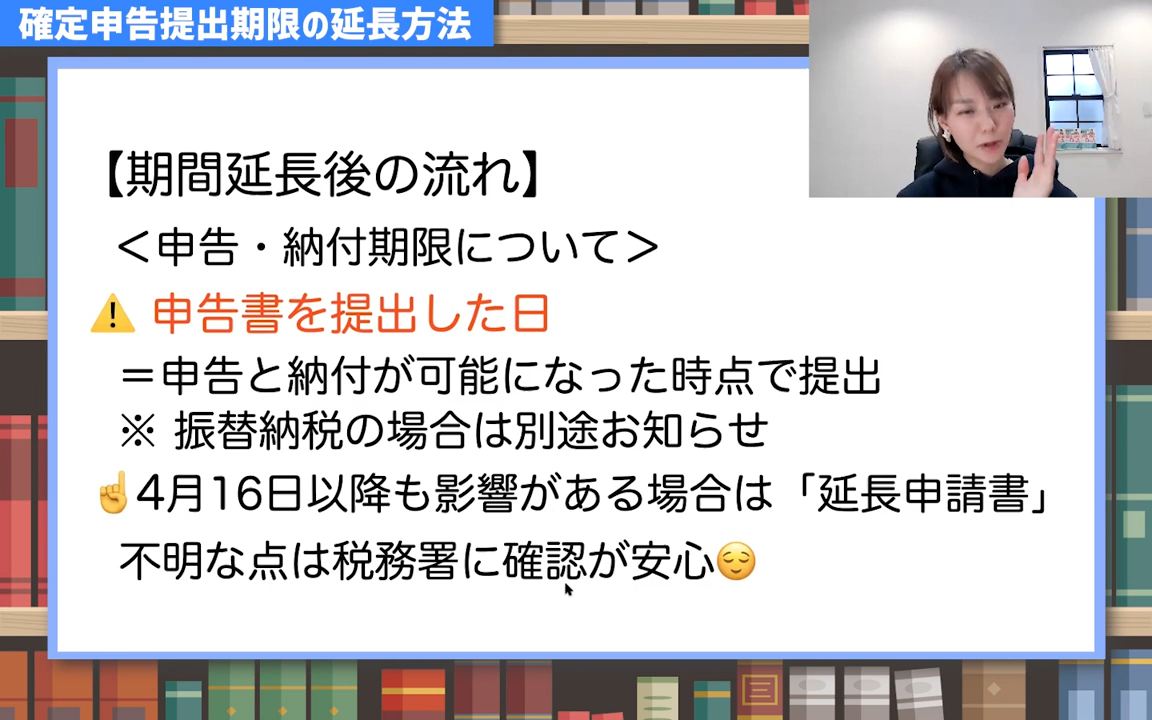 確定申告提出期限の延長方法
【期間延長後の流れ】
＜申告・納付期限について＞
⚠️ 申告書を提出した日
＝申告と納付が可能になった時点で提出
※ 振替納税の場合は別途お知らせ
☝️4月16日以降も影響がある場合は「延長申請書」
不明な点は税務署に確認が安心😌